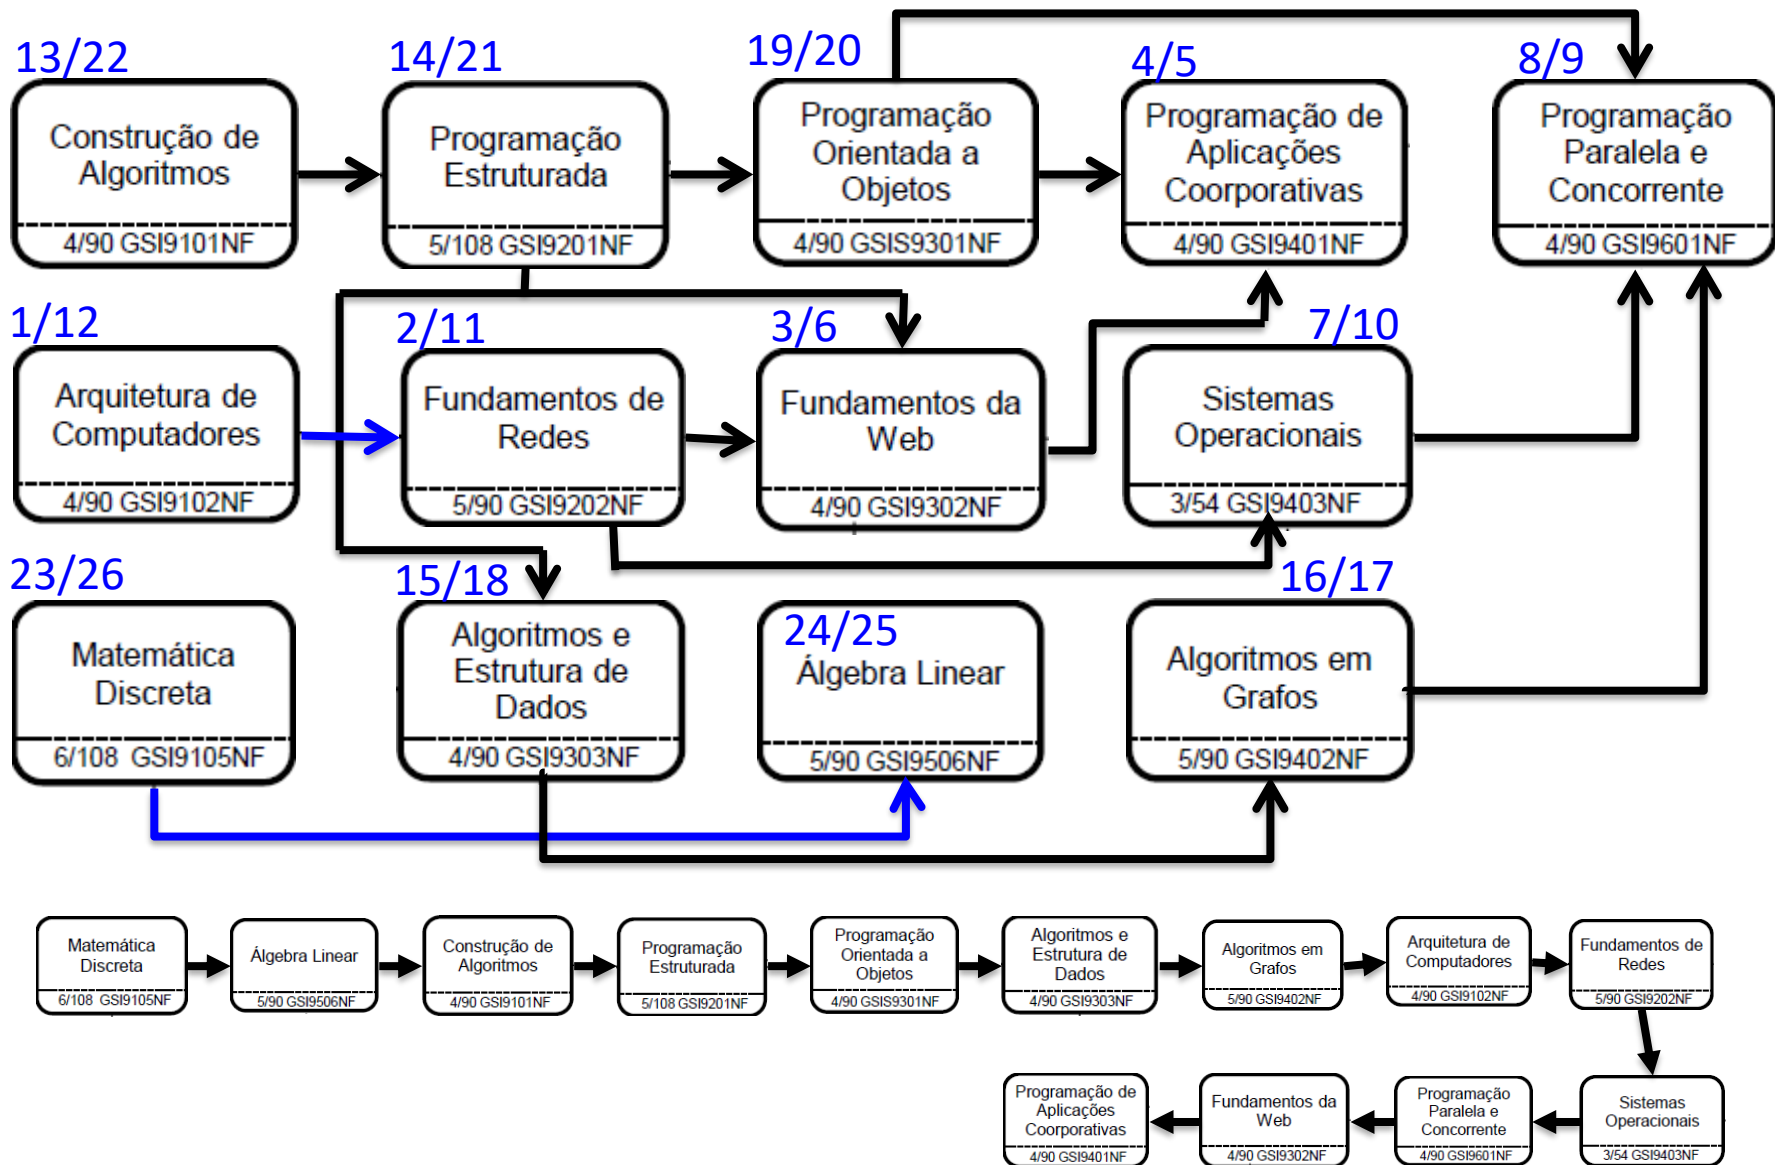 13/22
14/21
19/20
4/5
8/9
Construção de
Algoritmos
4/90 GSI9101NF
Programação
Estruturada
5/108 GSI9201NF
Programação
Orientada a
Objetos
4/90 GSIS9301NF
Programação de
Aplicações
Coorporativas
4/90 GSI9401NF
Programação
Paralela e
Concorrente
4/90 GSI9601NF
1/12
2/11
3/6
7/10
Arquitetura de
Computadores
4/90 GSI9102NF
Fundamentos de
Redes
5/90 GSI9202NF
Fundamentos da
Web
4/90 GSI9302NF
Sistemas
Operacionais
3/54 GSI9403NF
23/26
15/18
24/25
16/17
Matemática
Discreta
6/108 GSI9105NF
Algoritmos e
Estrutura de
Dados
4/90 GSI9303NF
Álgebra Linear
5/90 GSI9506NF
Algoritmos em
Grafos
5/90 GSI9402NF
Matemática
Discreta
6/108 GSI9105NF
Álgebra Linear
5/90 GSI9506NF
Construção de
Algoritmos
4/90 GSI9101NF
Programação
Estruturada
5/108 GSI9201NF
Programação
Orientada a
Objetos
4/90 GSIS9301NF
Algoritmos e
Estrutura de
Dados
4/90 GSI9303NF
Algoritmos em
Grafos
5/90 GSI9402NF
Arquitetura de
Computadores
4/90 GSI9102NF
Fundamentos de
Redes
5/90 GSI9202NF
Programação de
Aplicações
Coorporativas
4/90 GSI9401NF
Fundamentos da
Web
4/90 GSI9302NF
Programação
Paralela e
Concorrente
4/90 GSI9601NF
Sistemas
Operacionais
3/54 GSI9403NF